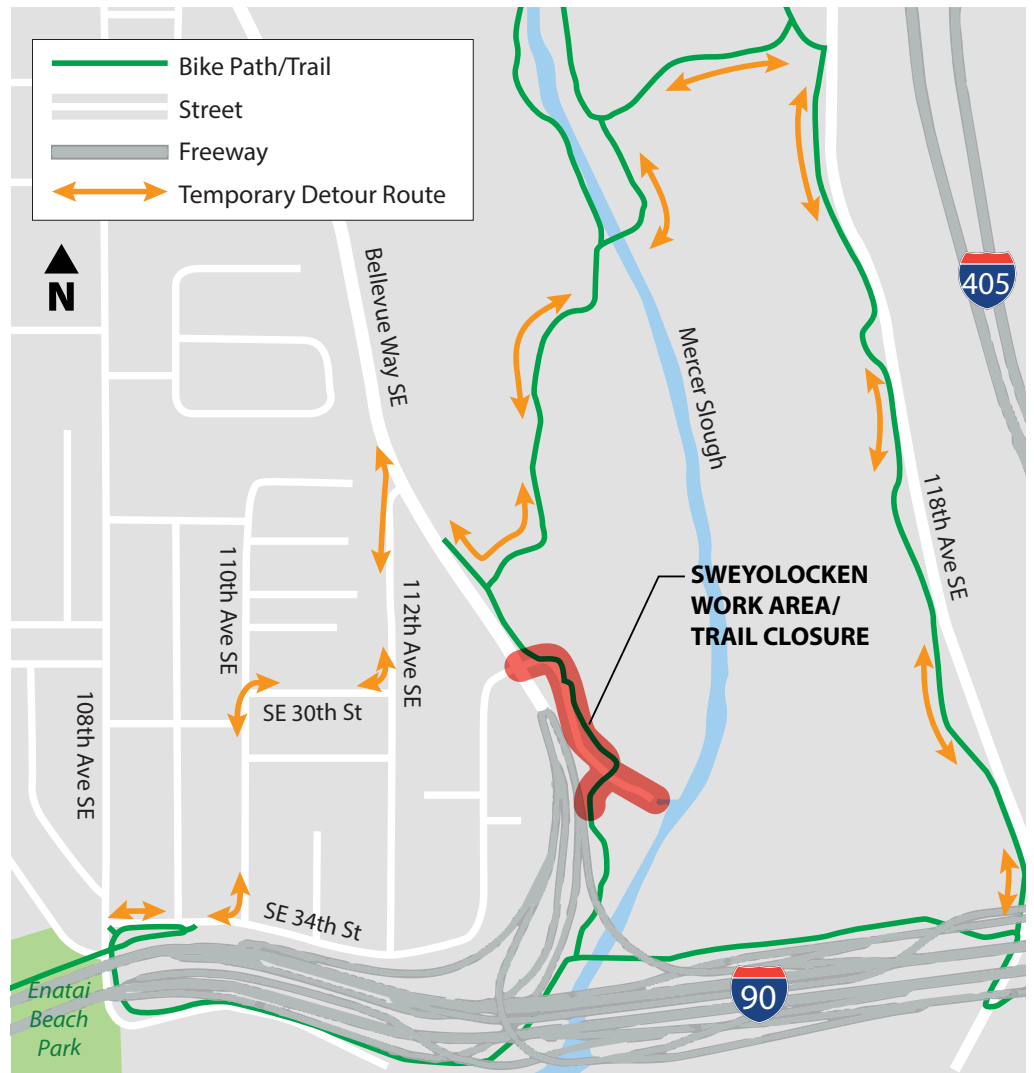 Bike Path/Trail
Street
Freeway
Temporary Detour Route
N
Bellevue Way SE
405
Mercer Slough
118th Ave SE
110th Ave SE
112th Ave SE
SWEYOLOCKEN
WORK AREA/
TRAIL CLOSURE
108th Ave SE
SE 30th St
SE 34th St
Enatai
Beach
Park
90